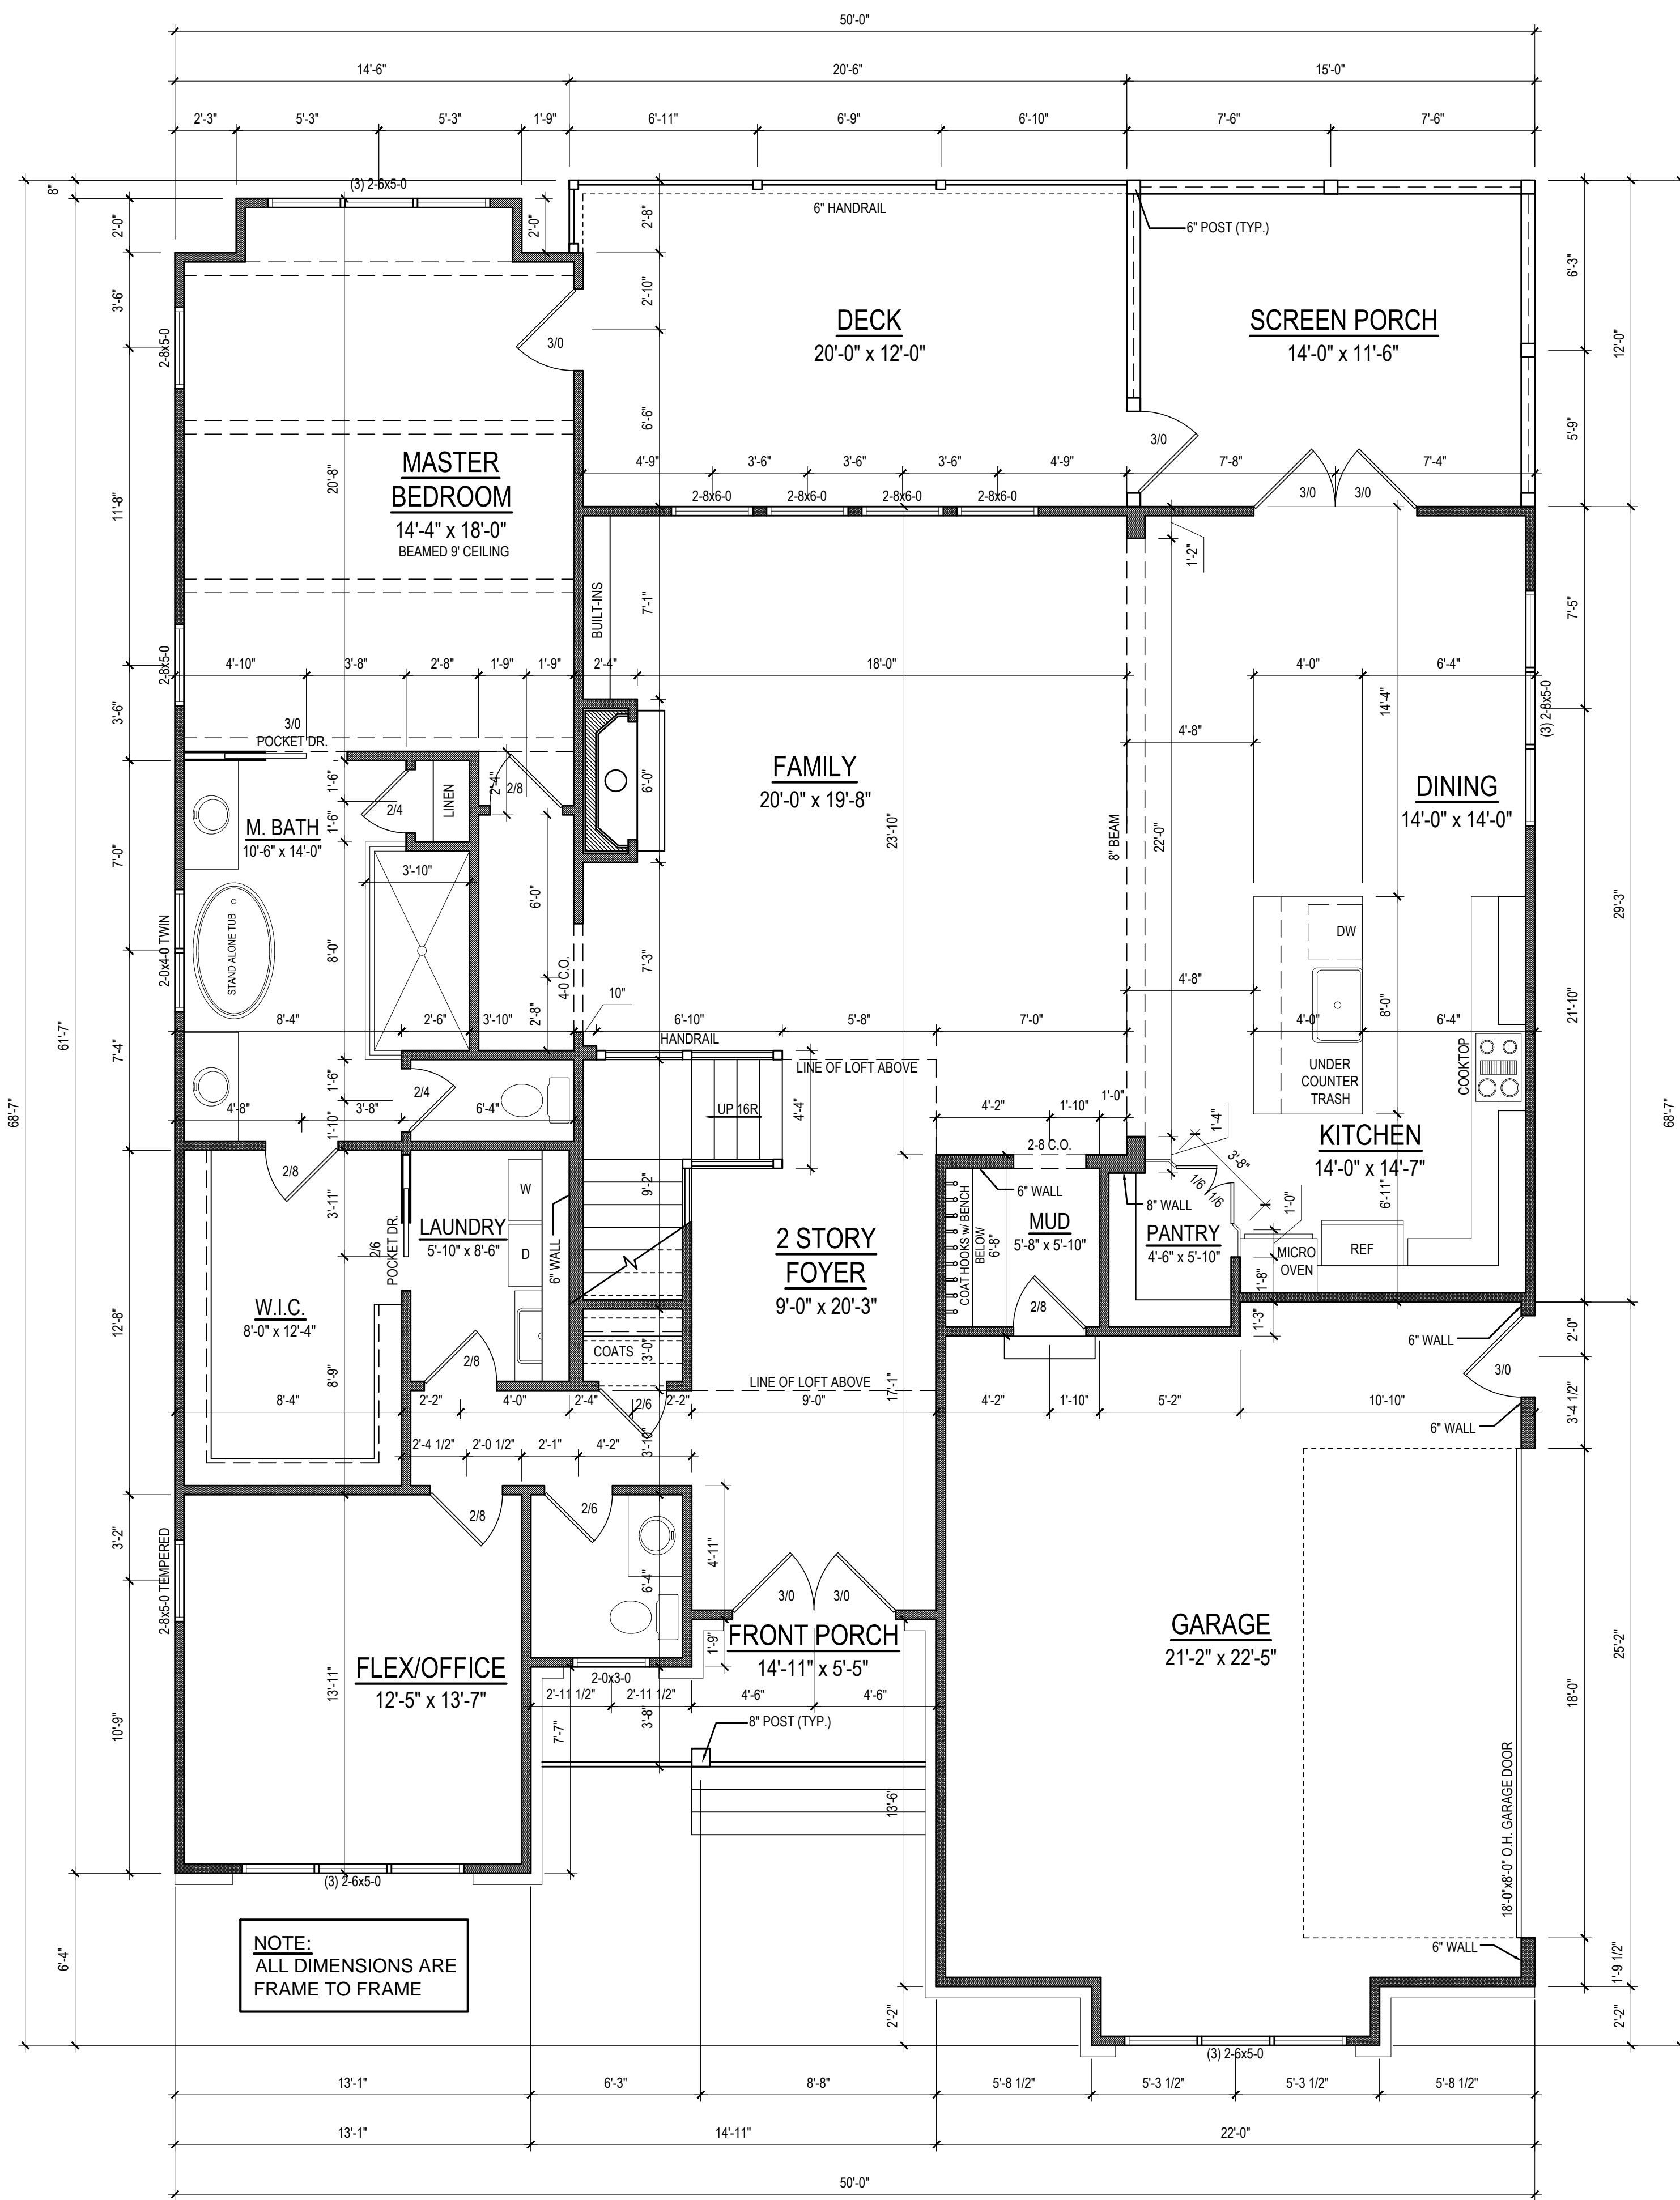 50'-0"
14'-6" 20'-6" 15'-0"
2'-3" 5'-3" 5'-3" 1'-9" 6'-11" 6'-9" 6'-10" 7'-6" 7'-6"
8"
(3) 2-6x5-0
2'-0"
2'-0"
2'-8"
6" HANDRAIL
6" POST (TYP.)
6'-3"
3'-6"
2'-10"
12'-0"
2-8x5-0
3/0
DECK
20'-0" x 12'-0"
SCREEN PORCH
14'-0" x 11'-6"
6'-6"
5'-9"
3/0
MASTER
BEDROOM
14'-4" x 18'-0"
BEAMED 9' CEILING
20'-8"
11'-8"
4'-9" 3'-6" 3'-6" 3'-6" 4'-9" 7'-8" 7'-4"
2-8x6-0 2-8x6-0 2-8x6-0 2-8x6-0
3/0 3/0
1'-2"
BUILT-INS
7'-1"
7'-5"
2-8x5-0
4'-10" 3'-8" 2'-8" 1'-9" 1'-9" 2'-4" 18'-0" 4'-0" 6'-4"
14'-4"
(3) 2-8x5-0
3'-6"
3/0
POCKET DR.
4'-8"
1'-6"
2/4
LINEN
2'-4"
2/8
6'-0"
FAMILY
20'-0" x 19'-8"
DINING
14'-0" x 14'-0"
M. BATH
10'-6" x 14'-0"
1'-6"
23'-10"
8" BEAM
22'-0"
7'-0"
3'-10"
6'-0"
29'-3"
DW
2-0x4-0 TWIN
STAND ALONE TUB
8'-0"
4-0 C.O.
7'-3"
4'-8"
10"
2'-8"
8'-0"
21'-10"
61'-7"
8'-4" 2'-6" 3'-10" 6'-10" 5'-8" 7'-0" 4'-0" 6'-4"
HANDRAIL
7'-4"
LINE OF LOFT ABOVE
UNDER
COUNTER
TRASH
COOKTOP
1'-6"
2/4
68'-7"
68'-7"
4'-8" 3'-8" 6'-4"
UP 16R
4'-4"
4'-2" 1'-10" 1'-0"
1'-10"
1'-4"
KITCHEN
14'-0" x 14'-7"
2-8 C.O.
3'-8"
2/8
9'-2"
1/6 1/6
6'-11"
W
3'-11"
6" WALL
8" WALL
1'-0"
LAUNDRY
5'-10" x 8'-6"
2/6
POCKET DR.
D
6" WALL
2 STORY
FOYER
9'-0" x 20'-3"
COAT HOOKS w/ BENCH
BELOW
6'-8"
MUD
5'-8" x 5'-10"
PANTRY
4'-6" x 5'-10"
MICRO
OVEN
REF
1'-8"
W.I.C.
8'-0" x 12'-4"
12'-8"
2/8
1'-3"
2'-0"
6" WALL
2/8
COATS
3'-0"
3/0
8'-9"
LINE OF LOFT ABOVE
17'-1"
8'-4" 2'-2" 4'-0" 2'-4" 2/6 2'-2" 9'-0" 4'-2" 1'-10" 5'-2" 10'-10"
3'-4 1/2"
6" WALL
2'-4 1/2" 2'-0 1/2" 2'-1" 4'-2"
3'-10"
2/8
2/6
3'-2"
4'-11"
2-8x5-0 TEMPERED
6'-4"
3/0 3/0
GARAGE
21'-2" x 22'-5"
25'-2"
FRONT PORCH
14'-11" x 5'-5"
1'-9"
FLEX/OFFICE
12'-5" x 13'-7"
13'-11"
2-0x3-0
2'-11 1/2" 2'-11 1/2" 4'-6" 4'-6"
18'-0"
3'-8"
8" POST (TYP.)
7'-7"
10'-9"
18'-0"x8'-0" O.H. GARAGE DOOR
13'-6"
(3) 2-6x5-0
NOTE:
ALL DIMENSIONS ARE
FRAME TO FRAME
6'-4"
6" WALL
1'-9 1/2"
2'-2"
2'-2"
(3) 2-6x5-0
13'-1" 6'-3" 8'-8" 5'-8 1/2" 5'-3 1/2" 5'-3 1/2" 5'-8 1/2"
13'-1" 14'-11" 22'-0"
50'-0"